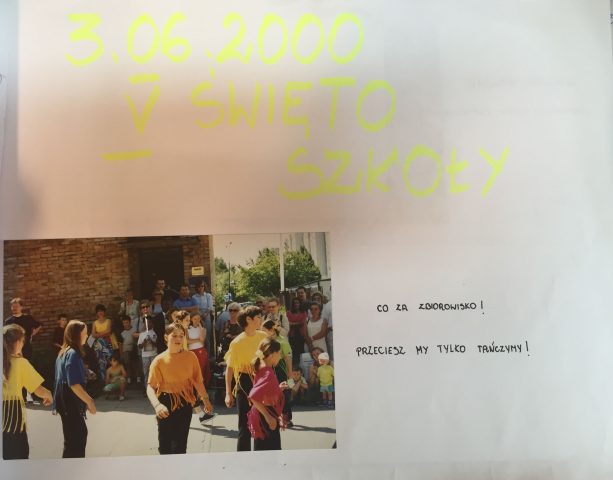 3.06.2000
V ŚWIĘTO
SZKOŁY
CO ZA ZBIOROWISKO!
PRZECIESZ MY TYLKO TAŃCZYMY!